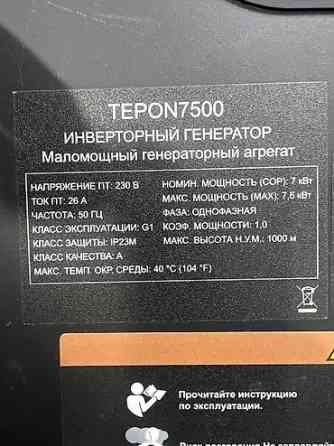 TEPON7500
ИНВЕРТОРНЫЙ ГЕНЕРАТОР
Маломощный генераторный агрегат
НАПРЯЖЕНИЕ ПТ: 230 В
ТОК ПТ: 26 А
ЧАСТОТА: 50 ГЦ
КЛАСС ЭКСПЛУАТАЦИИ: G1
КЛАСС ЗАЩИТЫ: IP23M
КЛАСС КАЧЕСТВА: А
МАКС. ТЕМП. ОКР. СРЕДЫ: 40 °C (104 °F)
НОМИН. МОЩНОСТЬ (COP): 7 кВт
МАКС. МОЩНОСТЬ (MAX): 7,5 кВт
ФАЗА: ОДНОФАЗНАЯ
КОЭФ. МОЩНОСТИ: 1,0
МАКС. ВЫСОТА Н.У.М.: 1000 м
Прочитайте инструкцию
по эксплуатации.